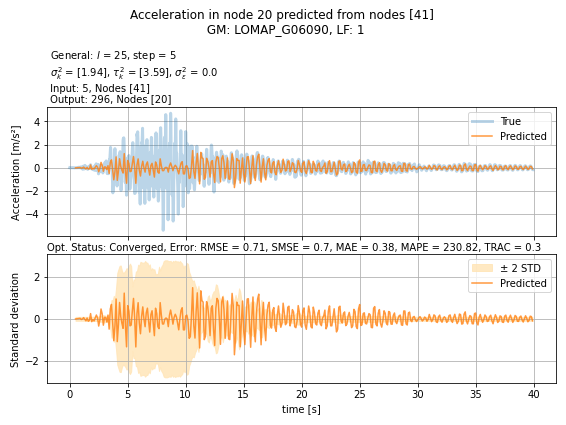 Acceleration in node 20 predicted from nodes [41]
GM: LOMAP_G06090, LF: 1
General: l = 25, step = 5
σ²ₖ = [1.94], τ²ₖ = [3.59], σ²ε = 0.0
Input: 5, Nodes [41]
Output: 296, Nodes [20]
Acceleration [m/s²]
4
2
0
−2
−4
True
Predicted
Opt. Status: Converged, Error: RMSE = 0.71, SMSE = 0.7, MAE = 0.38, MAPE = 230.82, TRAC = 0.3
Standard deviation
2
0
−2
± 2 STD
Predicted
0 5 10 15 20 25 30 35 40
time [s]